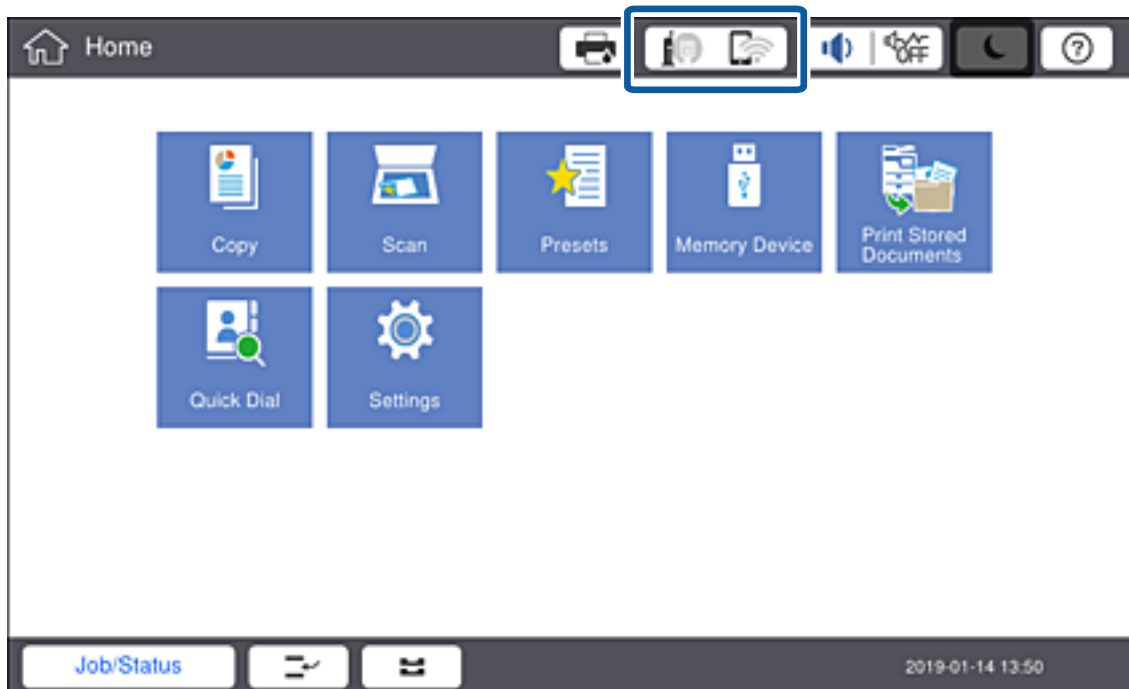 Home
OFF
Copy
Scan
Presets
Memory Device
Print Stored
Documents
Quick Dial
Settings
Job/Status
2019-01-14 13:50